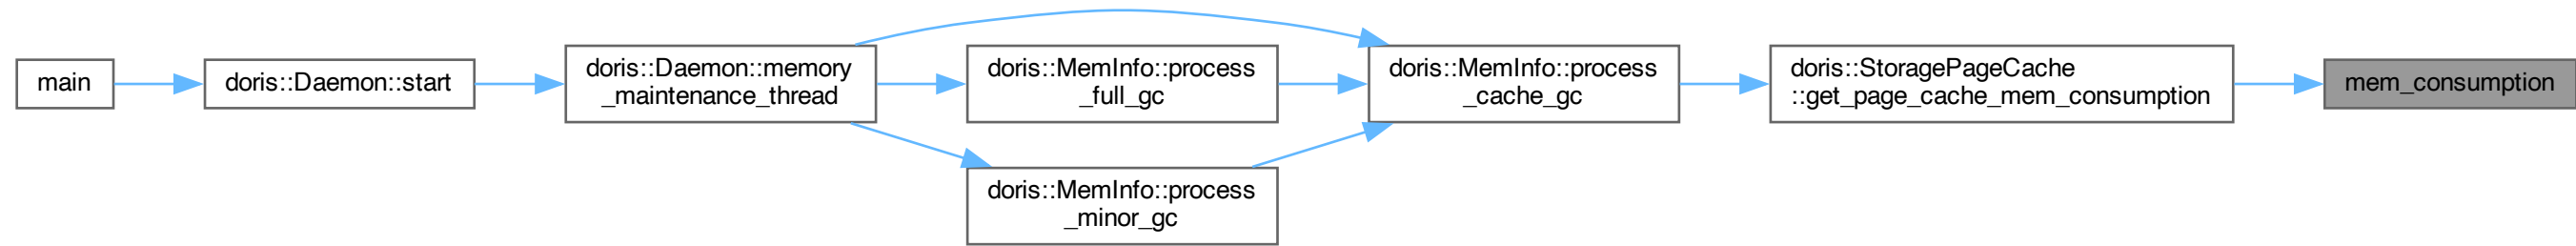 main
doris::Daemon::start
doris::Daemon::memory
_maintenance_thread
doris::MemInfo::process
_full_gc
doris::MemInfo::process
_minor_gc
doris::MemInfo::process
_cache_gc
doris::StoragePageCache
::get_page_cache_mem_consumption
mem_consumption